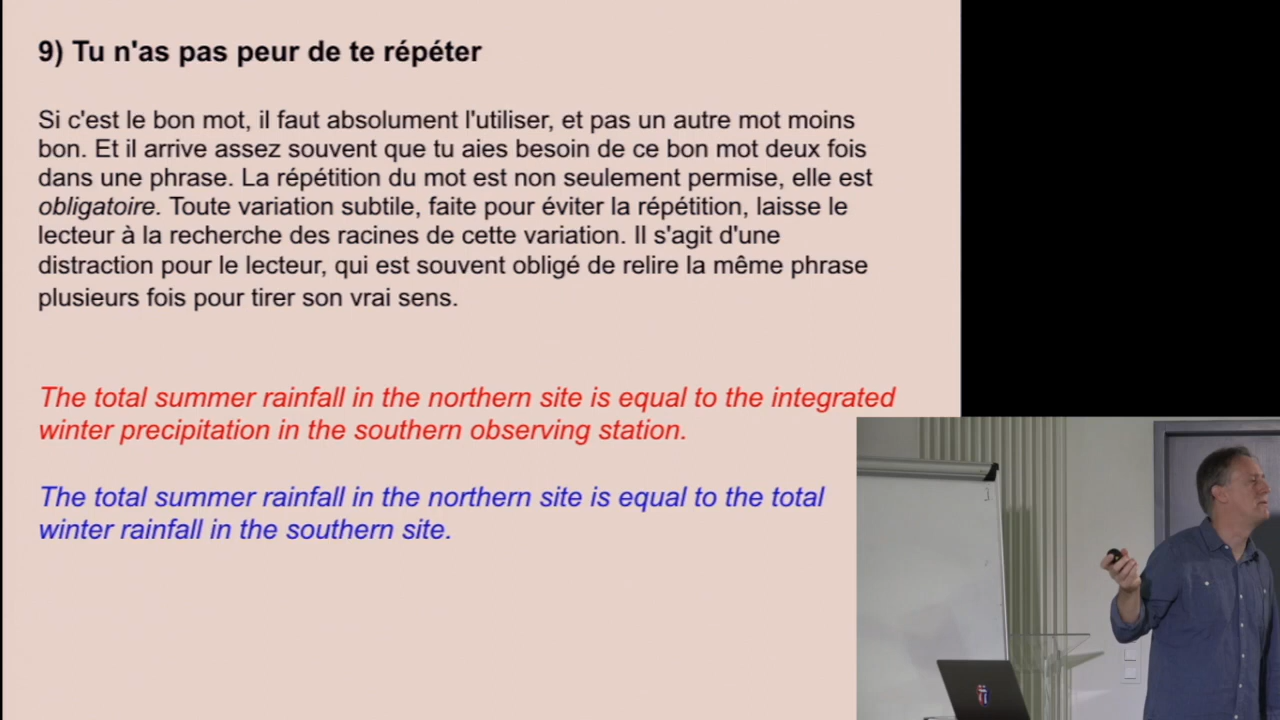 9) Tu n'as pas peur de te répéter
Si c'est le bon mot, il faut absolument l'utiliser, et pas un autre mot moins
bon. Et il arrive assez souvent que tu aies besoin de ce bon mot deux fois
dans une phrase. La répétition du mot est non seulement permise, elle est
obligatoire. Toute variation subtile, faite pour éviter la répétition, laisse le
lecteur à la recherche des racines de cette variation. Il s'agit d'une
distraction pour le lecteur, qui est souvent obligé de relire la même phrase
plusieurs fois pour tirer son vrai sens.
The total summer rainfall in the northern site is equal to the integrated
winter precipitation in the southern observing station.
The total summer rainfall in the northern site is equal to the total
winter rainfall in the southern site.